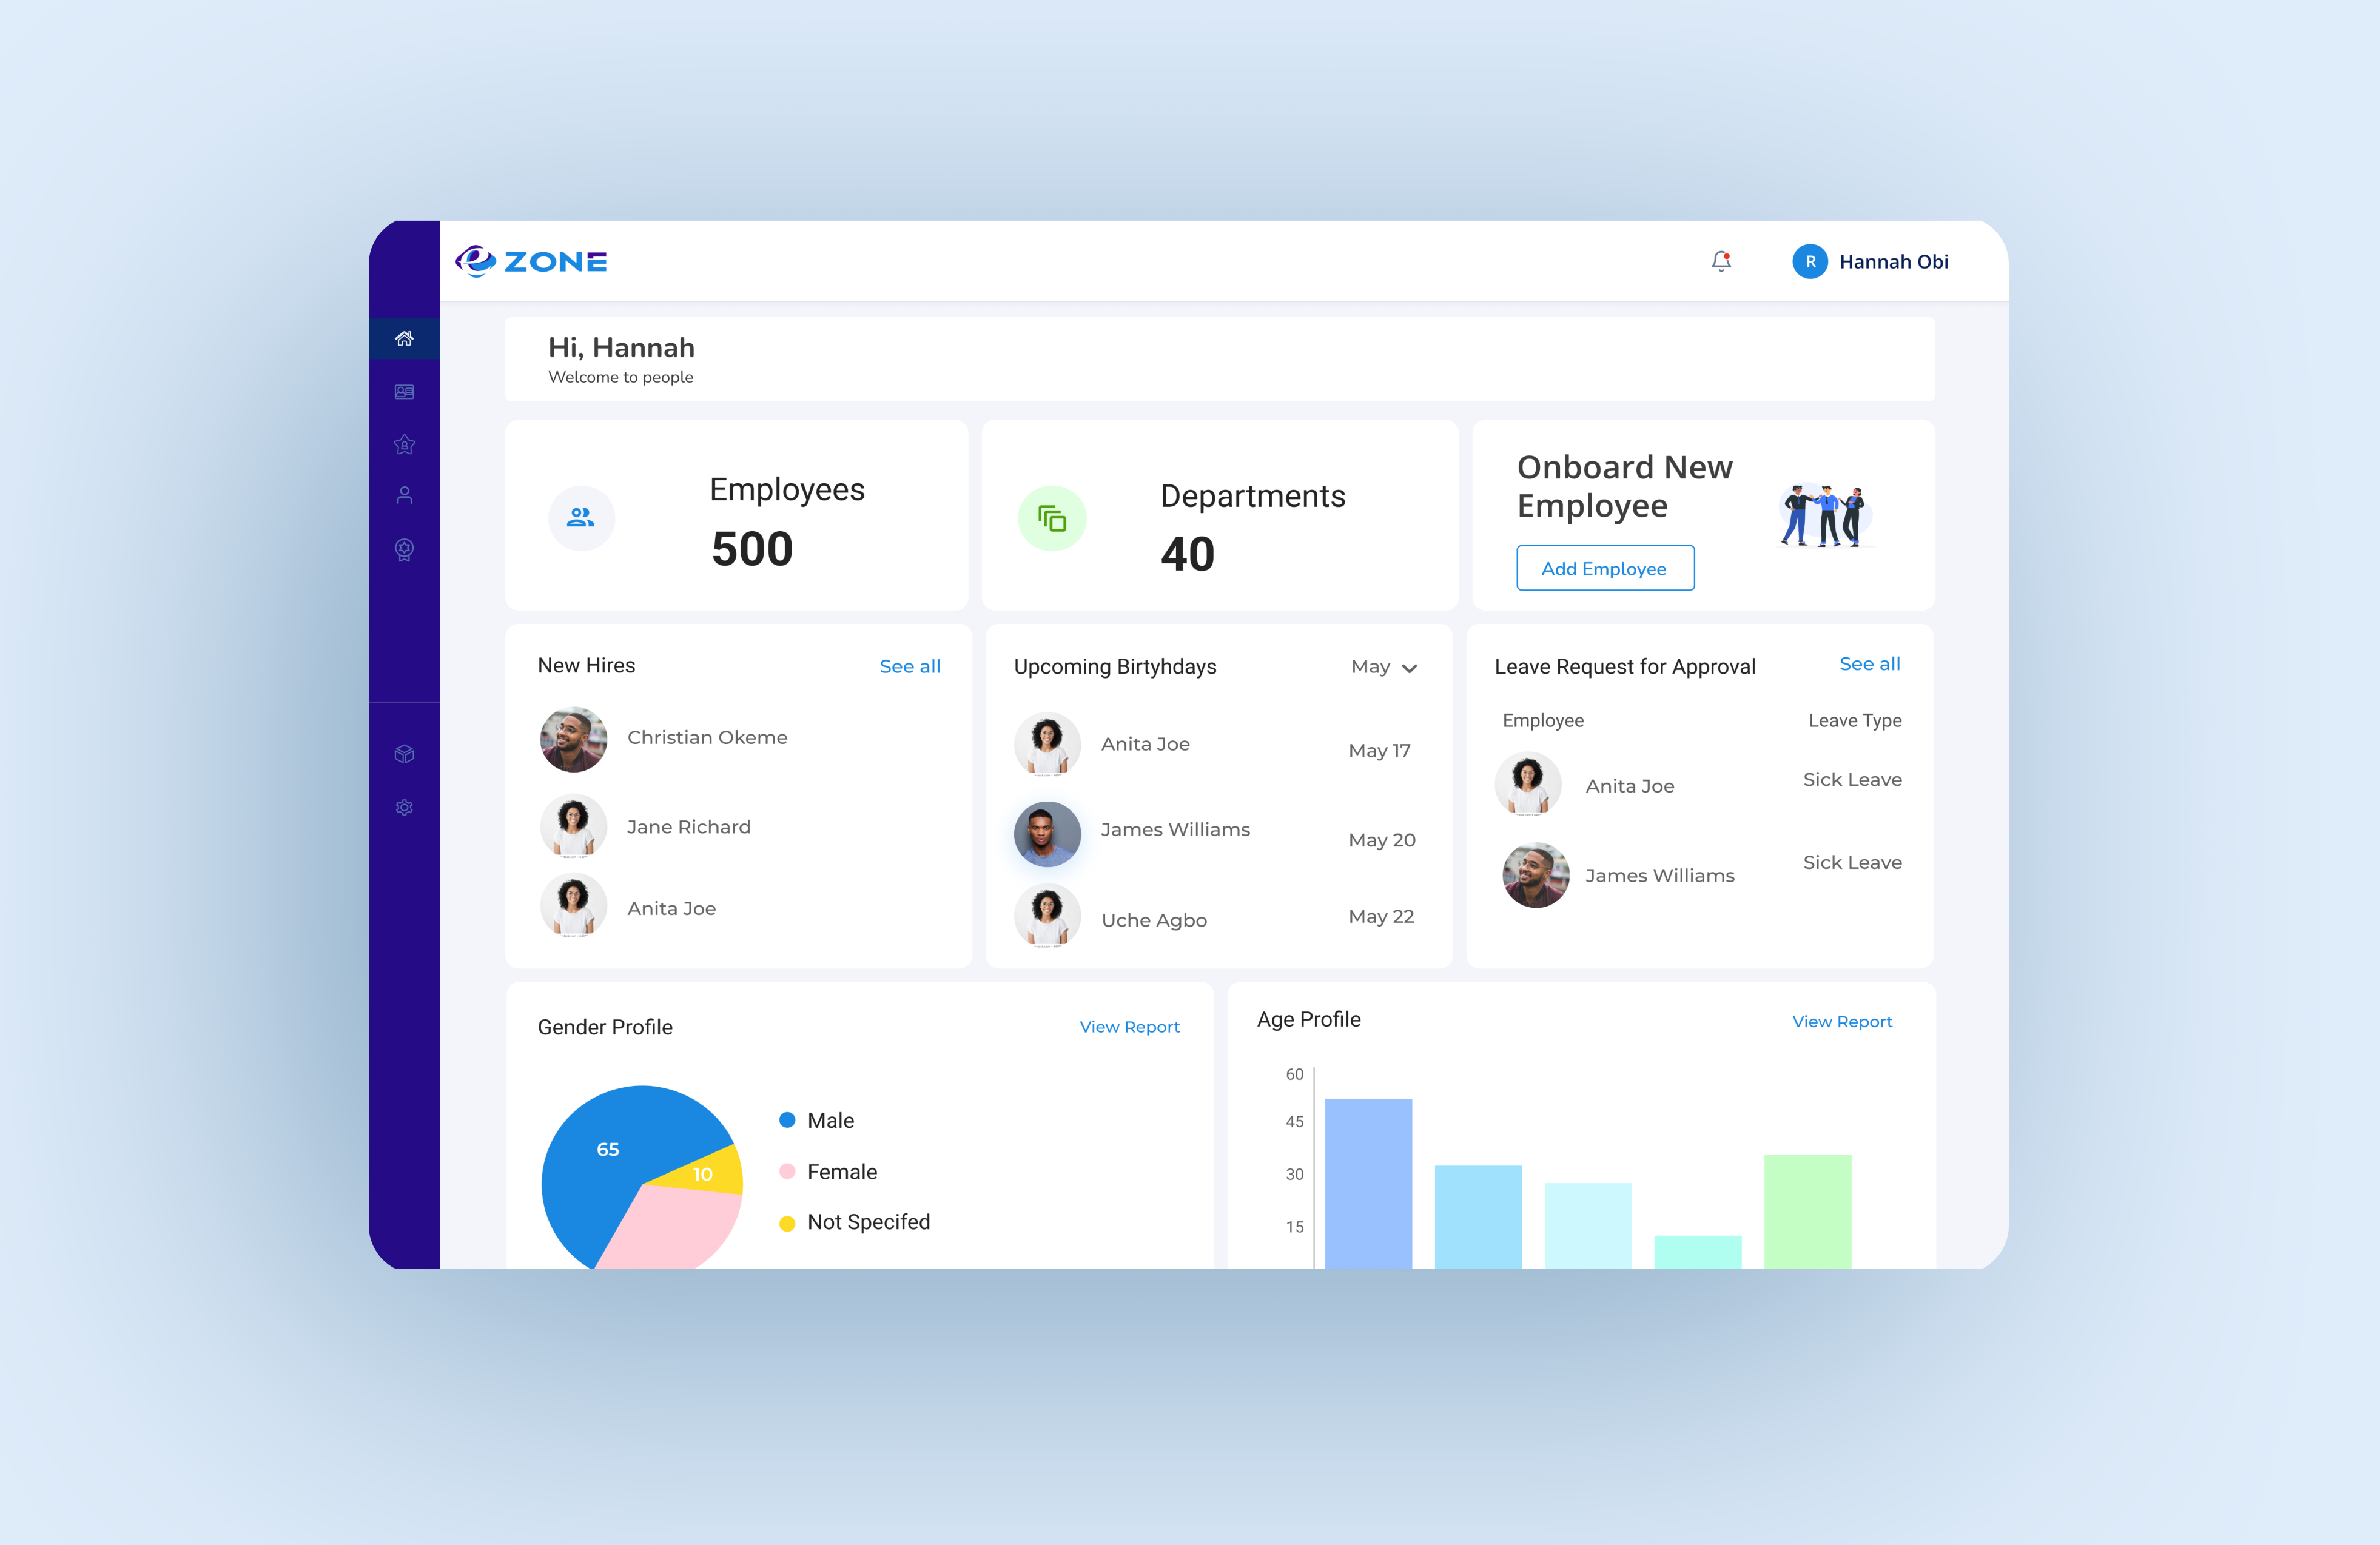 ZONE
R
Hannah Obi
Hi, Hannah
Welcome to people
Employees
500
Departments
40
Onboard New
Employee
Add Employee
New Hires
See all
Christian Okeme
Jane Richard
Anita Joe
Upcoming Birtyhdays
May
Anita Joe
May 17
James Williams
May 20
Uche Agbo
May 22
Leave Request for Approval
See all
Employee
Leave Type
Anita Joe
Sick Leave
James Williams
Sick Leave
Gender Profile
View Report
65
10
Male
Female
Not Specifed
Age Profile
View Report
60
45
30
15